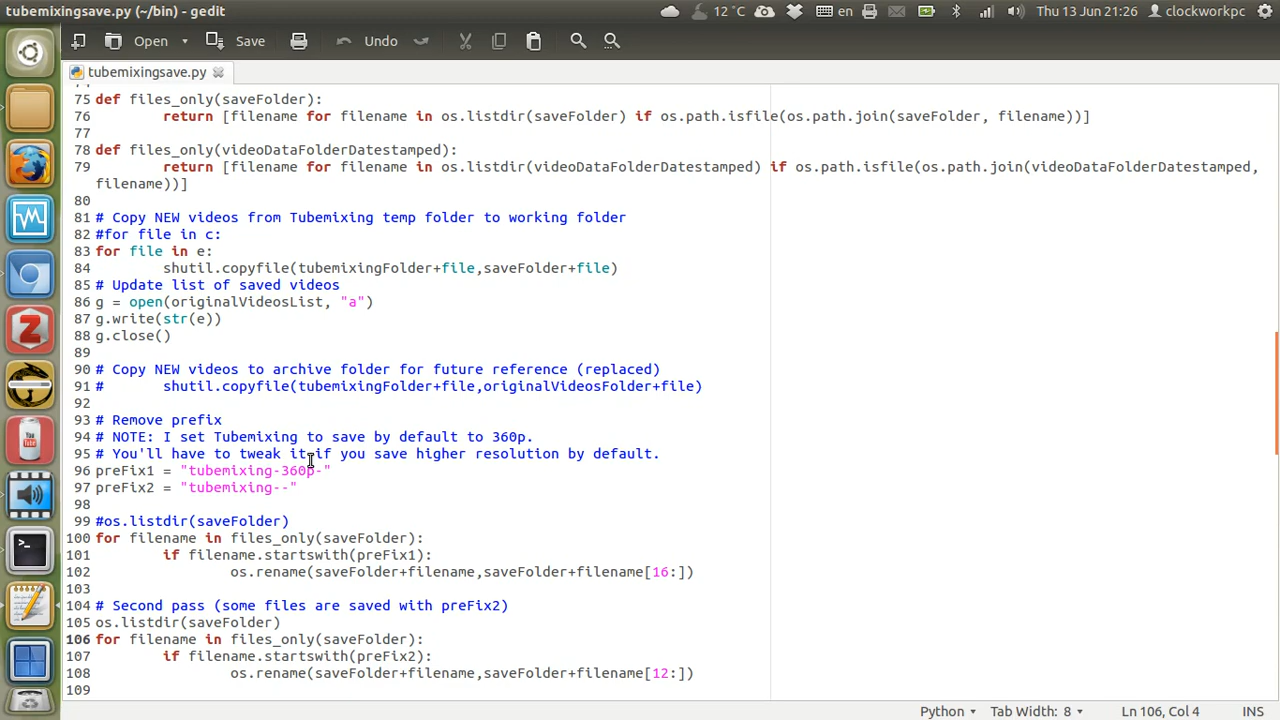 tubemixingsave.py (~/bin) - gedit
12 °C
en
Thu 13 Jun 21:26
clockworkpc
Open
Save
Undo
tubemixingsave.py
75 def files_only(saveFolder):
76 return [filename for filename in os.listdir(saveFolder) if os.path.isfile(os.path.join(saveFolder, filename))]
77
78 def files_only(videoDataFolderDatestamped):
79 return [filename for filename in os.listdir(videoDataFolderDatestamped) if os.path.isfile(os.path.join(videoDataFolderDatestamped,
filename))]
80
81 # Copy NEW videos from Tubemixing temp folder to working folder
82 #for file in c:
83 for file in e:
84 shutil.copyfile(tubemixingFolder+file,saveFolder+file)
85 # Update list of saved videos
86 g = open(originalVideosList, "a")
87 g.write(str(e))
88 g.close()
89
90 # Copy NEW videos to archive folder for future reference (replaced)
91 # shutil.copyfile(tubemixingFolder+file,originalVideosFolder+file)
92
93 # Remove prefix
94 # NOTE: I set Tubemixing to save by default to 360p.
95 # You'll have to tweak it if you save higher resolution by default.
96 preFix1 = "tubemixing-360p-"
97 preFix2 = "tubemixing--"
98
99 #os.listdir(saveFolder)
100 for filename in files_only(saveFolder):
101 if filename.startswith(preFix1):
102 os.rename(saveFolder+filename,saveFolder+filename[16:])
103
104 # Second pass (some files are saved with preFix2)
105 os.listdir(saveFolder)
106 for filename in files_only(saveFolder):
107 if filename.startswith(preFix2):
108 os.rename(saveFolder+filename,saveFolder+filename[12:])
109
Python
Tab Width: 8
Ln 106, Col 4
INS